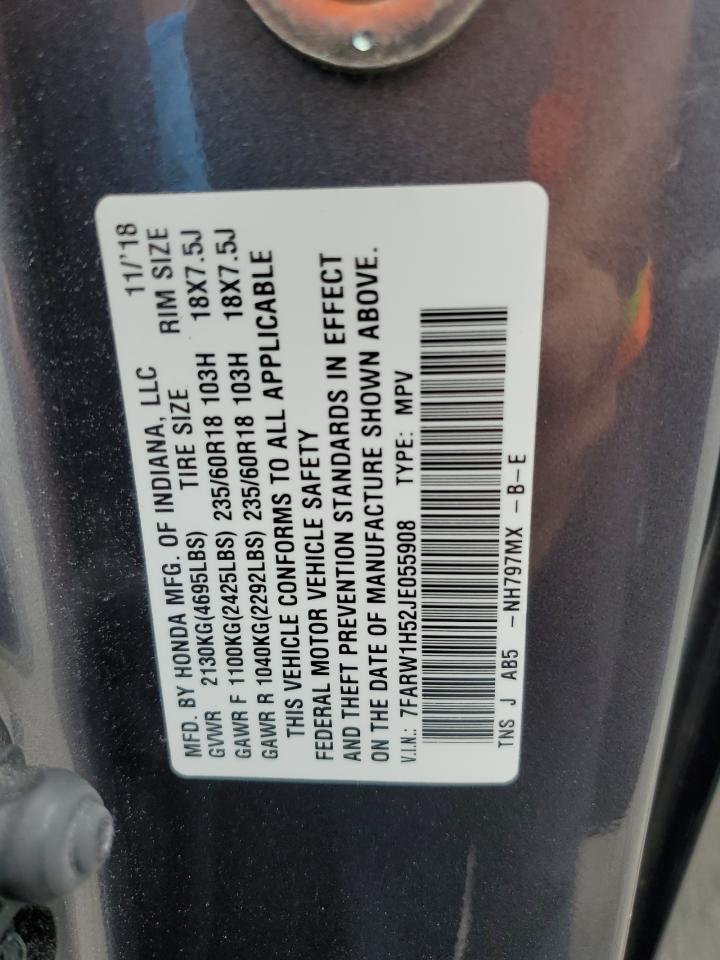 MFD. BY HONDA MFG. OF INDIANA, LLC 11/'18
GVWR 2130KG(4695LBS) TIRE SIZE RIM SIZE
GAWR F 1100KG(2425LBS) 235/60R18 103H 18X7.5J
GAWR R 1040KG(2292LBS) 235/60R18 103H 18X7.5J
THIS VEHICLE CONFORMS TO ALL APPLICABLE
FEDERAL MOTOR VEHICLE SAFETY
AND THEFT PREVENTION STANDARDS IN EFFECT
ON THE DATE OF MANUFACTURE SHOWN ABOVE.
V.I.N.: 7FARW1H52JE055908 TYPE: MPV
TNS J AB5 -NH797MX -B-E